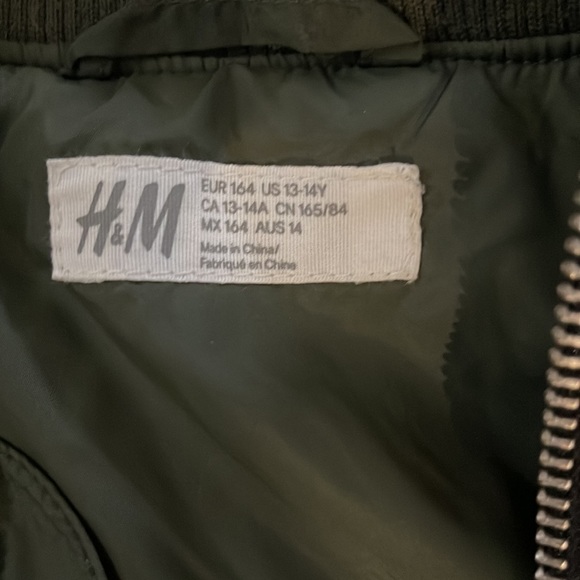 H&M
EUR 164 US 13-14Y
CA 13-14A CN 165/84
MX 164 AUS 14
Made in China/
Fabriqué en Chine